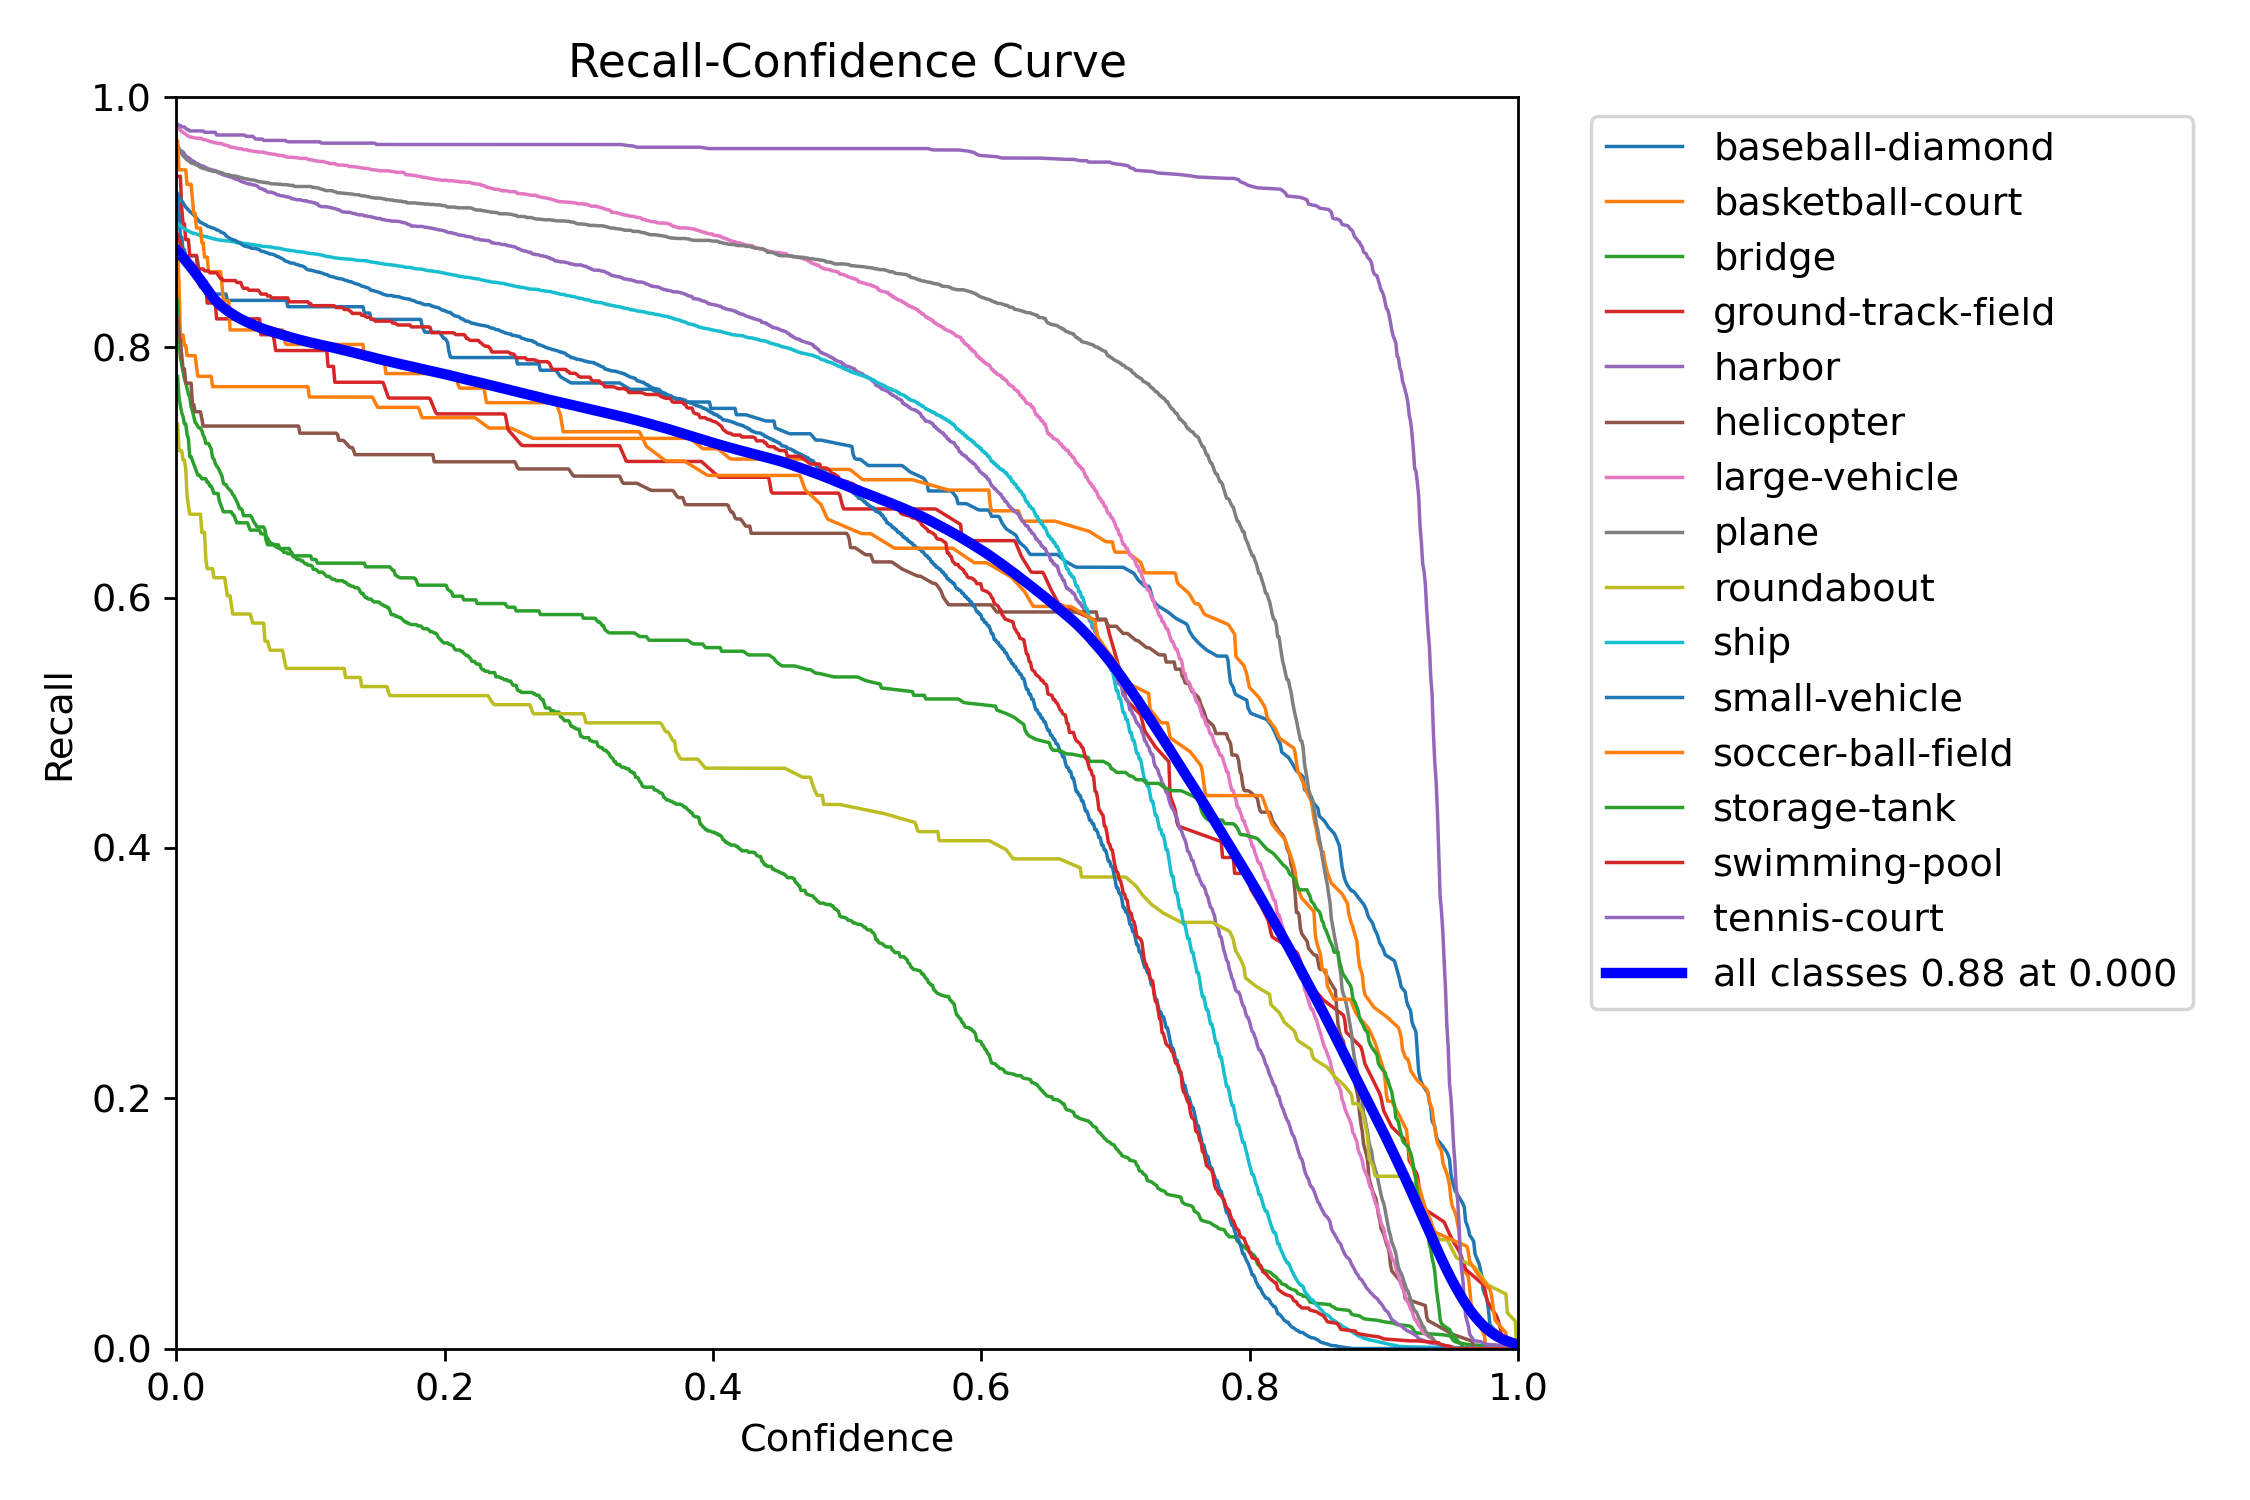 Recall-Confidence Curve
1.0
0.8
0.6
0.4
0.2
0.0
Recall
0.0 0.2 0.4 0.6 0.8 1.0
Confidence
baseball-diamond
basketball-court
bridge
ground-track-field
harbor
helicopter
large-vehicle
plane
roundabout
ship
small-vehicle
soccer-ball-field
storage-tank
swimming-pool
tennis-court
all classes 0.88 at 0.000